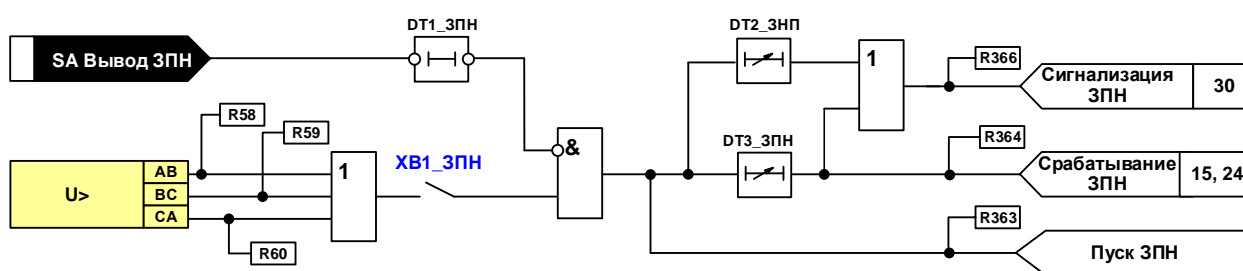 DT1_ЗПН
DT2_ЗНП
SA Вывод ЗПН
1
R366
Сигнализация
ЗПН
30
R58
R59
DT3_ЗПН
R364
U>
AB
BC
CA
1
XB1_ЗПН
&
Срабатывание
ЗПН
15, 24
R60
R363
Пуск ЗПН